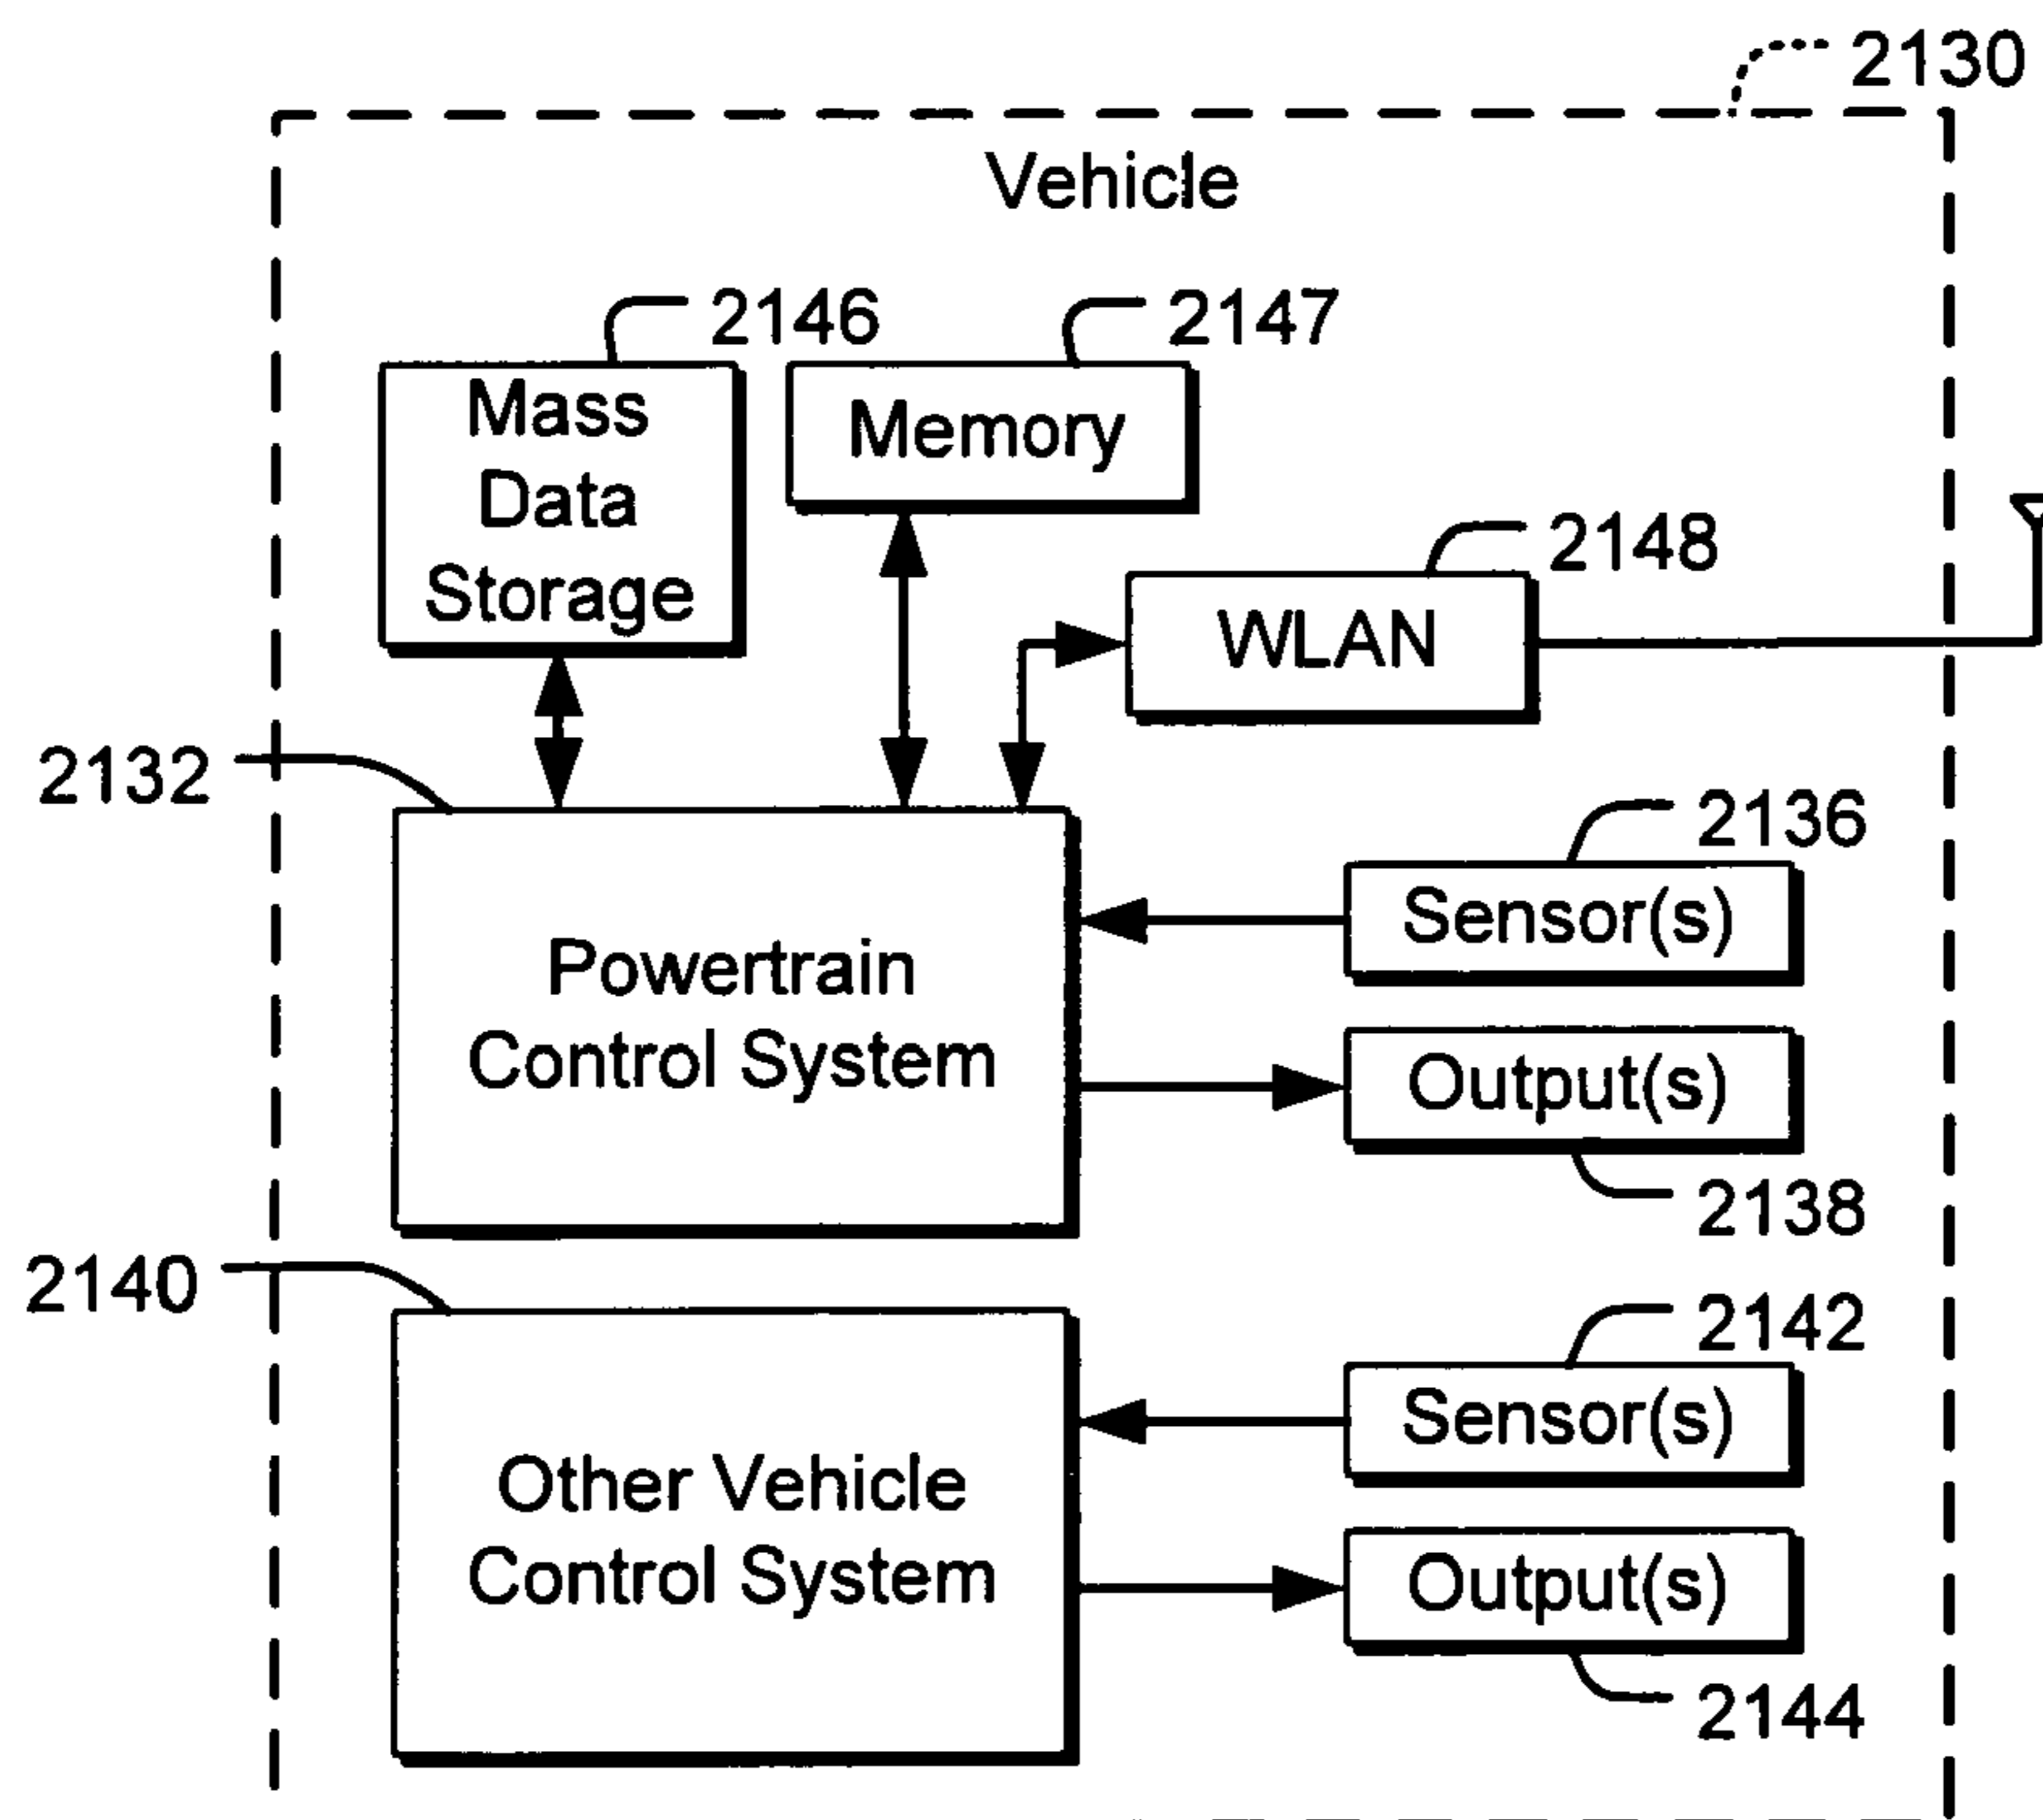 2130
Vehicle
2146
2147
Mass
Data
Storage
Memory
2148
WLAN
2132
2136
Sensor(s)
Powertrain
Control System
Output(s)
2138
2140
2142
Sensor(s)
Other Vehicle
Control System
Output(s)
2144